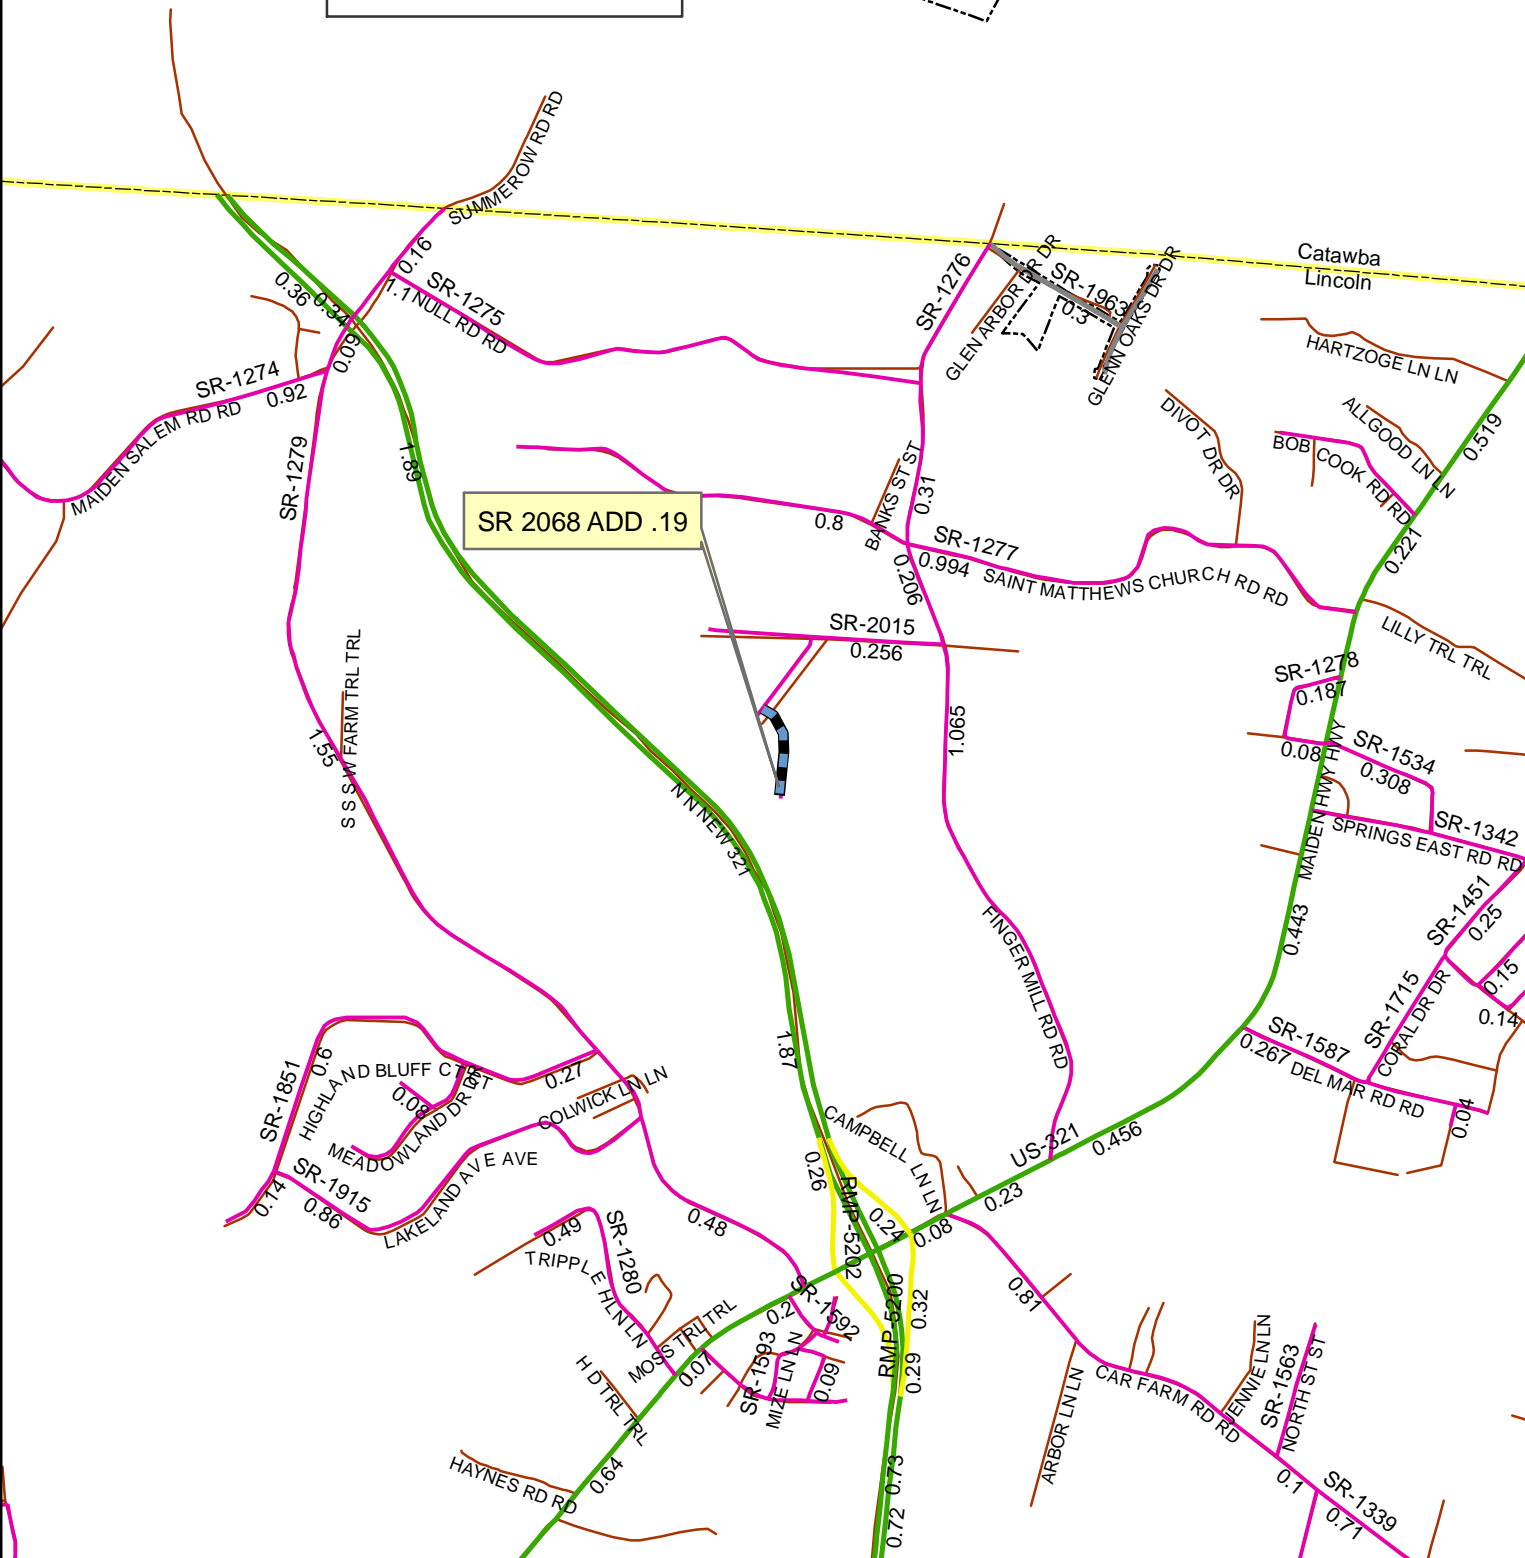 SUMMEROW RD RD
Catawba
Lincoln
0.16
SR-1276
GLEN ARBOR DR DR
SR-1963
0.3
GLENN OAKS DR DR
0.36
0.34
SR-1275
1.1
NULL RD RD
0.09
HARTZOGE LN LN
SR-1274
0.92
MAIDEN SALEM RD RD
DIVOT DR DR
ALLGOOD LN LN
0.519
BOB COOK RD RD
SR-1279
1.89
BANKS ST ST
0.31
SR 2068 ADD .19
0.8
SR-1277
0.994
SAINT MATTHEWS CHURCH RD RD
0.221
0.206
SR-2015
0.256
LILLY TRL TRL
SR-1278
0.187
S S S W FARM TRL TRL
1.55
1.065
0.08
SR-1534
0.308
MAIDEN HWY HWY
SPRINGS EAST RD RD
SR-1342
N N NEW 321
0.443
SR-1451
0.25
FINGER MILL RD RD
0.15
SR-1715
CORAL DR DR
0.14
SR-1587
0.267
DEL MAR RD RD
0.04
1.87
SR-1851
0.6
HIGHLAND BLUFF CT CT
0.27
0.08
MEADOWLAND DR DR
COLWICK LN LN
LAKELAND AVE AVE
SR-1915
0.86
0.14
CAMPBELL LN LN
US-321
0.456
0.26
RMP-5202
0.24
0.08
0.23
0.48
0.49
SR-1280
TRIPPLE H LN LN
MOSS TRL TRL
0.2
SR-1592
RMP-5200
0.32
0.29
0.81
0.07
SR-1593
MIZE LN LN
0.09
H D TRL TRL
CAR FARM RD RD
JENNIE LN LN
SR-1563
NORTH ST ST
ARBOR LN LN
HAYNES RD RD
0.64
0.73
0.72
0.1
SR-1339
0.71